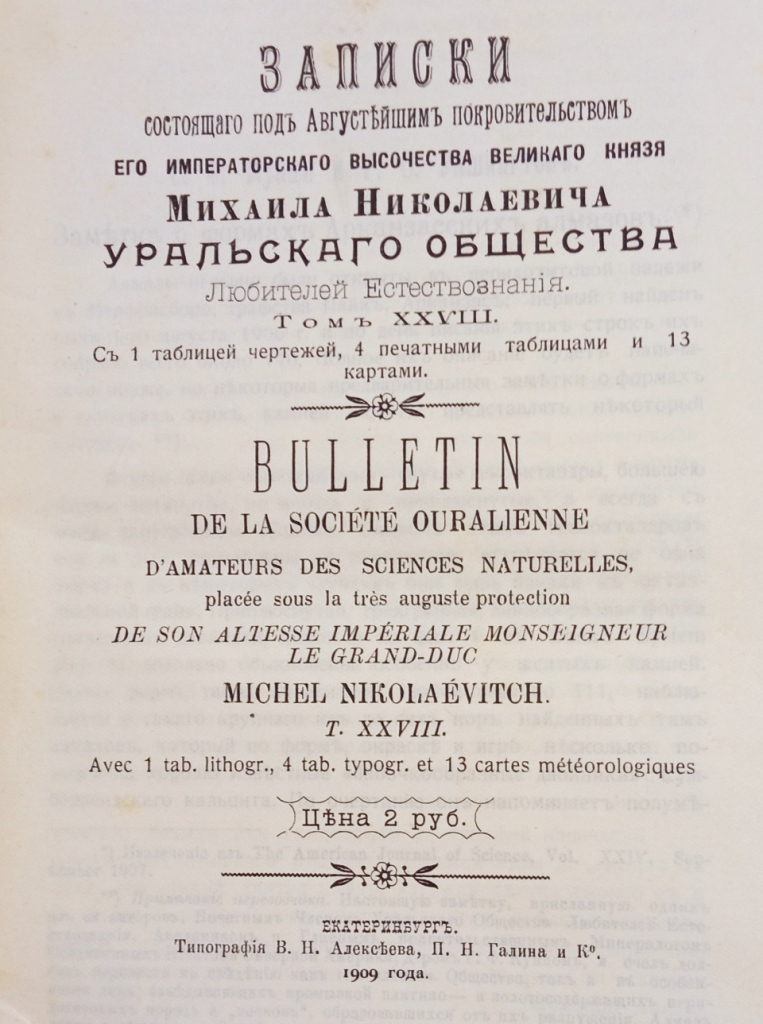 ЗАПИСКИ
состоящаго подъ Августѣйшимъ покровительствомъ
ЕГО ИМПЕРАТОРСКАГО ВЫСОЧЕСТВА ВЕЛИКАГО КНЯЗЯ
МИХАИЛА НИКОЛАЕВИЧА
УРАЛЬСКАГО ОБЩЕСТВА
Любителей Естествознанія.
Томъ XXVIII.
Съ 1 таблицей чертежей, 4 печатными таблицами и 13
картами.
BULLETIN
DE LA SOCIÉTÉ OURALIENNE
D'AMATEURS DES SCIENCES NATURELLES,
placée sous la très auguste protection
DE SON ALTESSE IMPÉRIALE MONSEIGNEUR
LE GRAND-DUC
MICHEL NIKOLAÉVITCH.
T. XXVIII.
Avec 1 tab. lithogr., 4 tab. typogr. et 13 cartes météorologiques
Цѣна 2 руб.
ЕКАТЕРИНБУРГЪ.
Типографія В. Н. Алексѣева, П. Н. Галина и Кº.
1909 года.